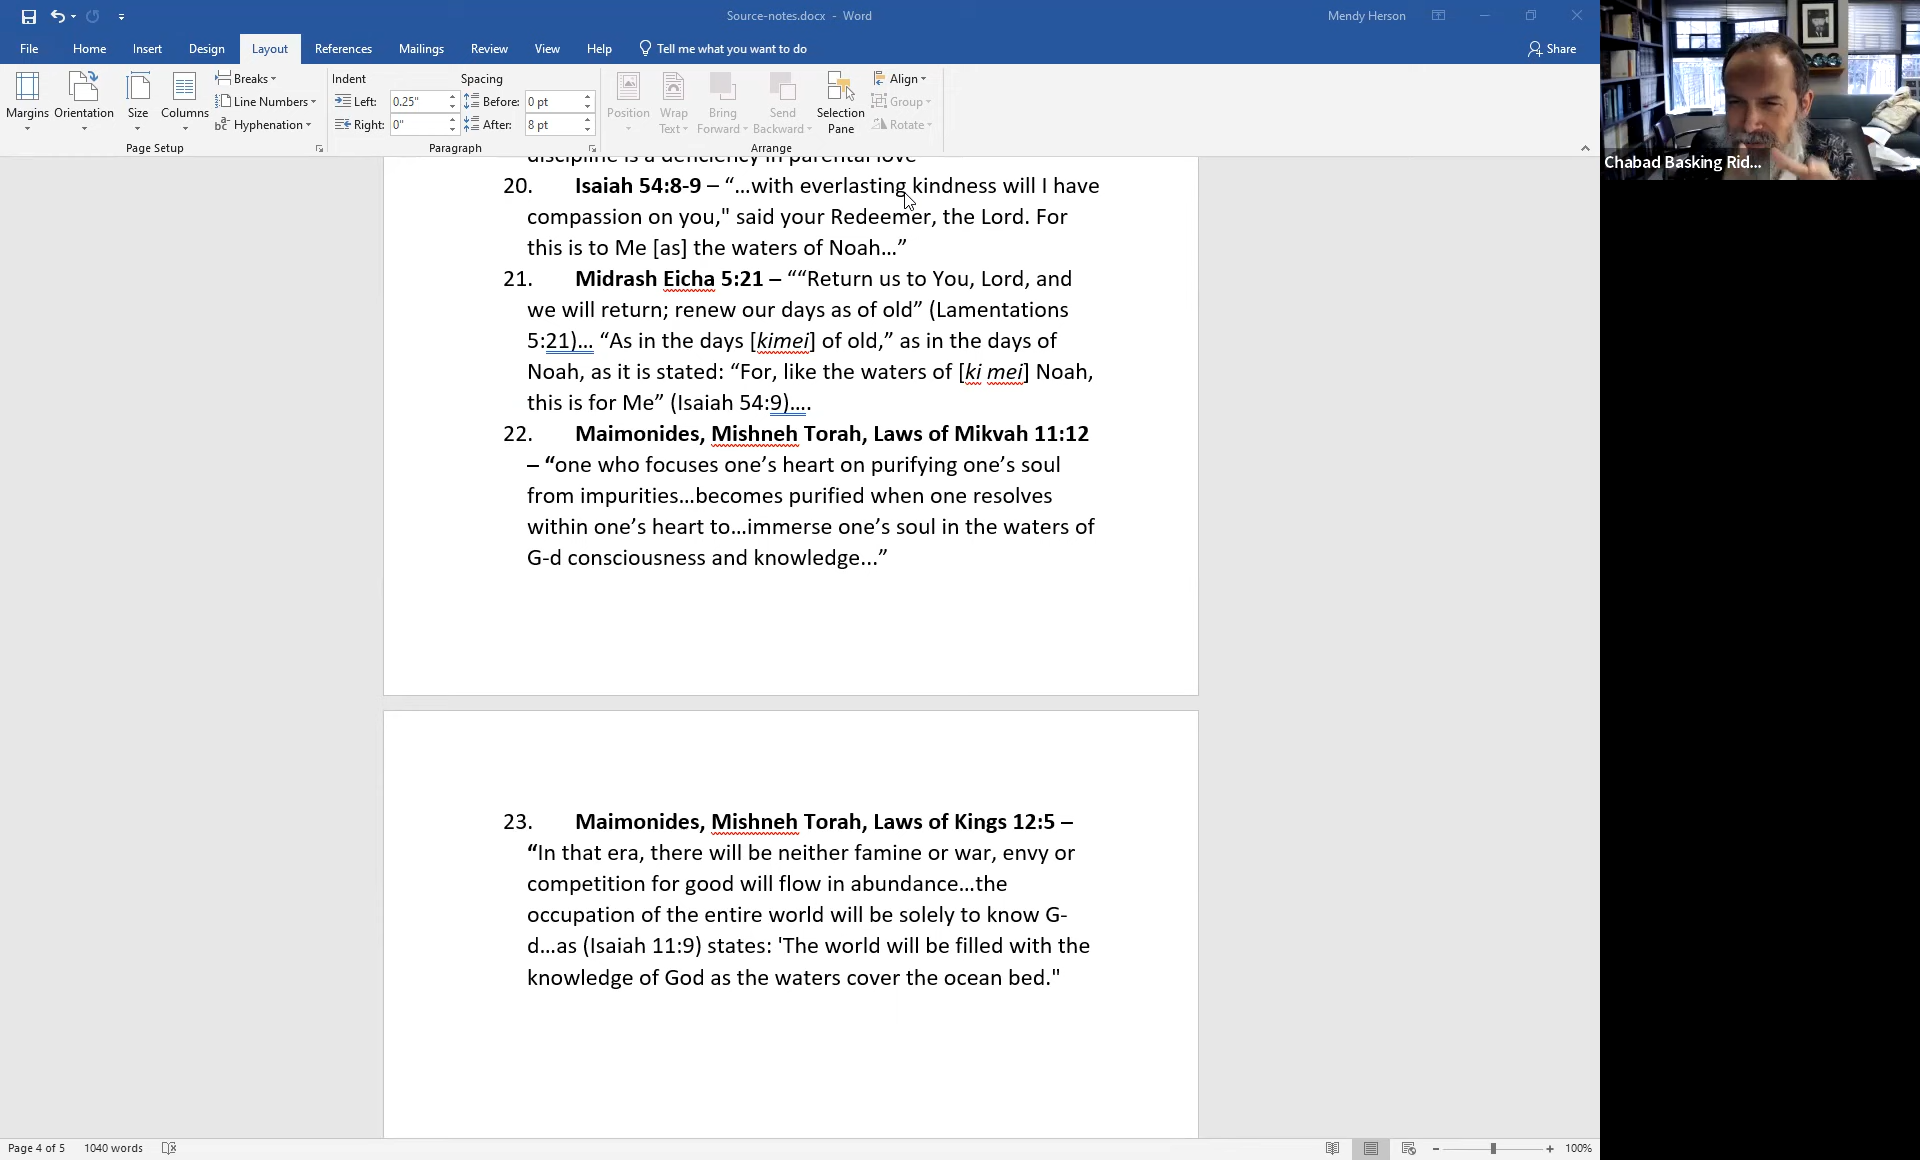 Source-notes.docx - Word
Mendy Herson
File Home Insert Design Layout References Mailings Review View Help Tell me what you want to do Share
Margins Orientation Size Columns
Breaks
Line Numbers
Hyphenation
Page Setup
Indent Spacing
Left: 0.25" Before: 0 pt
Right: 0" After: 8 pt
Paragraph
Position Wrap Text Bring Forward Send Backward Selection Pane
Align
Group
Rotate
Arrange
Chabad Basking Rid...
discipline is a deficiency in parental love
20. Isaiah 54:8-9 – “…with everlasting kindness will I have
compassion on you," said your Redeemer, the Lord. For
this is to Me [as] the waters of Noah…”
21. Midrash Eicha 5:21 – ““Return us to You, Lord, and
we will return; renew our days as of old” (Lamentations
5:21)… “As in the days [kimei] of old,” as in the days of
Noah, as it is stated: “For, like the waters of [ki mei] Noah,
this is for Me” (Isaiah 54:9)….
22. Maimonides, Mishneh Torah, Laws of Mikvah 11:12
– “one who focuses one’s heart on purifying one’s soul
from impurities…becomes purified when one resolves
within one’s heart to…immerse one’s soul in the waters of
G-d consciousness and knowledge...”
23. Maimonides, Mishneh Torah, Laws of Kings 12:5 –
“In that era, there will be neither famine or war, envy or
competition for good will flow in abundance…the
occupation of the entire world will be solely to know G-
d…as (Isaiah 11:9) states: 'The world will be filled with the
knowledge of God as the waters cover the ocean bed."
Page 4 of 5 1040 words 100%